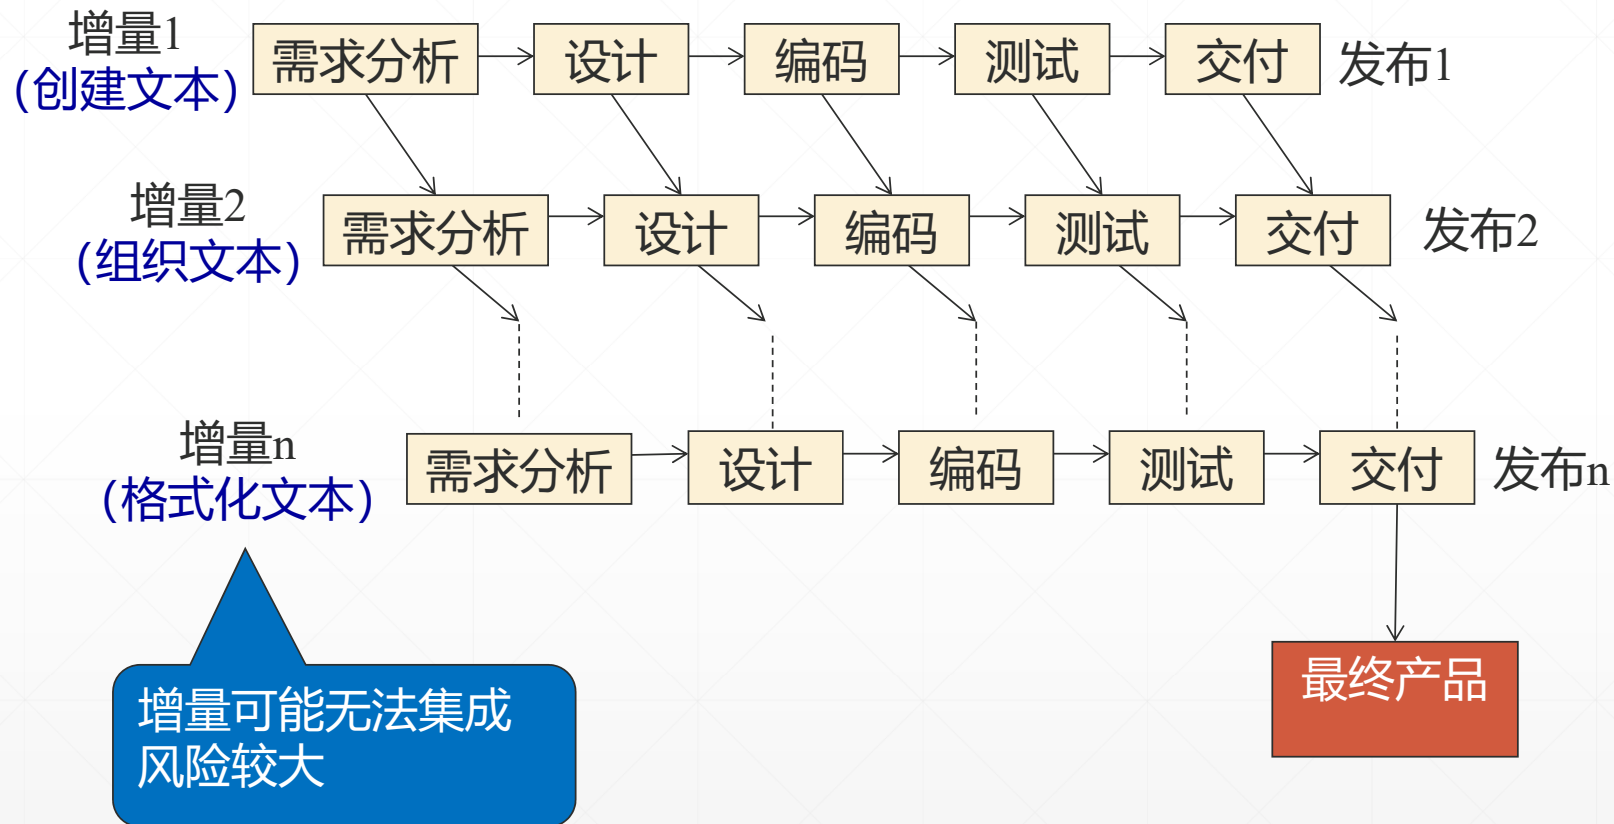 增量1
(创建文本)
需求分析
设计
编码
测试
交付
发布1
增量2
(组织文本)
需求分析
设计
编码
测试
交付
发布2
增量n
(格式化文本)
需求分析
设计
编码
测试
交付
发布n
增量可能无法集成
风险较大
最终产品